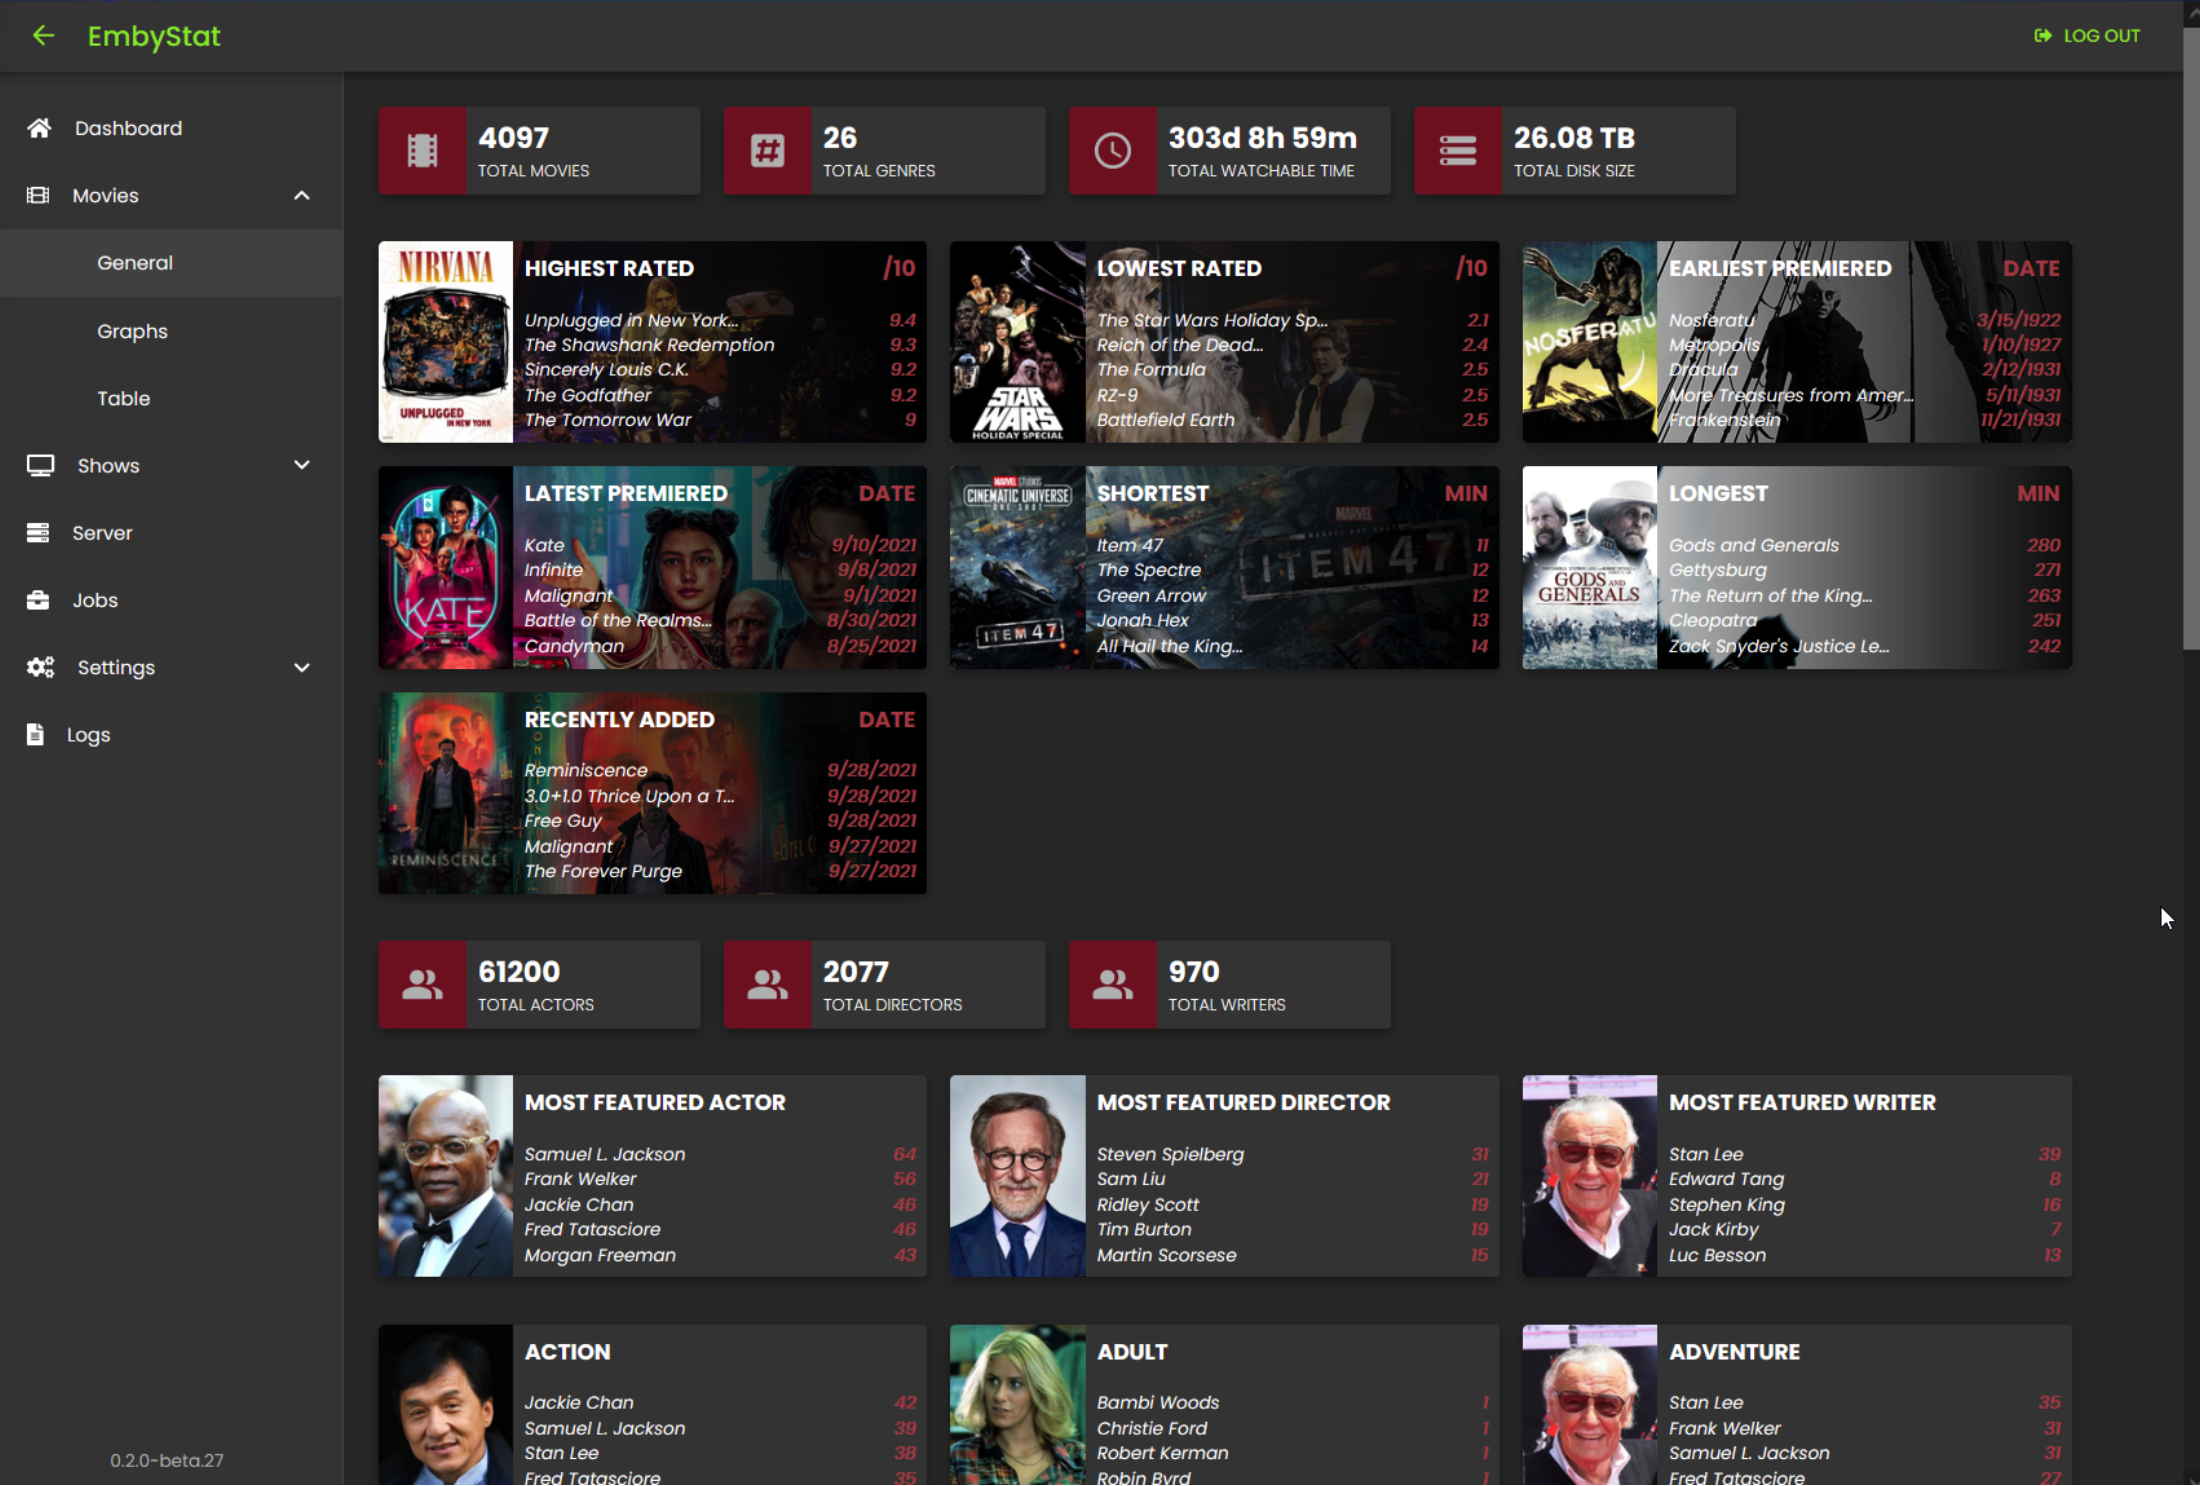 EmbyStat
LOG OUT
Dashboard
Movies
General
Graphs
Table
Shows
Server
Jobs
Settings
Logs
0.2.0-beta.27
4097
TOTAL MOVIES
26
TOTAL GENRES
303d 8h 59m
TOTAL WATCHABLE TIME
26.08 TB
TOTAL DISK SIZE
NIRVANA
UNPLUGGED
IN NEW YORK
HIGHEST RATED /10
Unplugged in New York... 9.4
The Shawshank Redemption 9.3
Sincerely Louis C.K. 9.2
The Godfather 9.2
The Tomorrow War 9
STAR
WARS
HOLIDAY SPECIAL
LOWEST RATED /10
The Star Wars Holiday Sp... 2.1
Reich of the Dead... 2.4
The Formula 2.5
RZ-9 2.5
Battlefield Earth 2.5
NOSFERATU
EARLIEST PREMIERED DATE
Nosferatu 3/15/1922
Metropolis 1/10/1927
Dracula 2/12/1931
More Treasures from Amer... 5/11/1931
Frankenstein 11/21/1931
KATE
LATEST PREMIERED DATE
Kate 9/10/2021
Infinite 9/8/2021
Malignant 9/1/2021
Battle of the Realms... 8/30/2021
Candyman 8/25/2021
MARVEL STUDIOS
CINEMATIC UNIVERSE
ONE-SHOT
ITEM 47
SHORTEST MIN
MARVEL
ITEM 47
Item 47 11
The Spectre 12
Green Arrow 12
Jonah Hex 13
All Hail the King... 14
GODS AND
GENERALS
LONGEST MIN
Gods and Generals 280
Gettysburg 271
The Return of the King... 263
Cleopatra 251
Zack Snyder's Justice Le... 242
REMINISCENCE
RECENTLY ADDED DATE
HOTEL
Reminiscence 9/28/2021
3.0+1.0 Thrice Upon a T... 9/28/2021
Free Guy 9/28/2021
Malignant 9/27/2021
The Forever Purge 9/27/2021
61200
TOTAL ACTORS
2077
TOTAL DIRECTORS
970
TOTAL WRITERS
MOST FEATURED ACTOR
Samuel L. Jackson 64
Frank Welker 56
Jackie Chan 46
Fred Tatasciore 46
Morgan Freeman 43
MOST FEATURED DIRECTOR
Steven Spielberg 31
Sam Liu 21
Ridley Scott 19
Tim Burton 19
Martin Scorsese 15
MOST FEATURED WRITER
Stan Lee 39
Edward Tang 8
Stephen King 16
Jack Kirby 7
Luc Besson 13
ACTION
Jackie Chan 42
Samuel L. Jackson 39
Stan Lee 38
Fred Tatasciore 35
ADULT
Bambi Woods 1
Christie Ford 1
Robert Kerman 1
Robin Byrd 1
ADVENTURE
Stan Lee 35
Frank Welker 31
Samuel L. Jackson 31
Fred Tatasciore 27